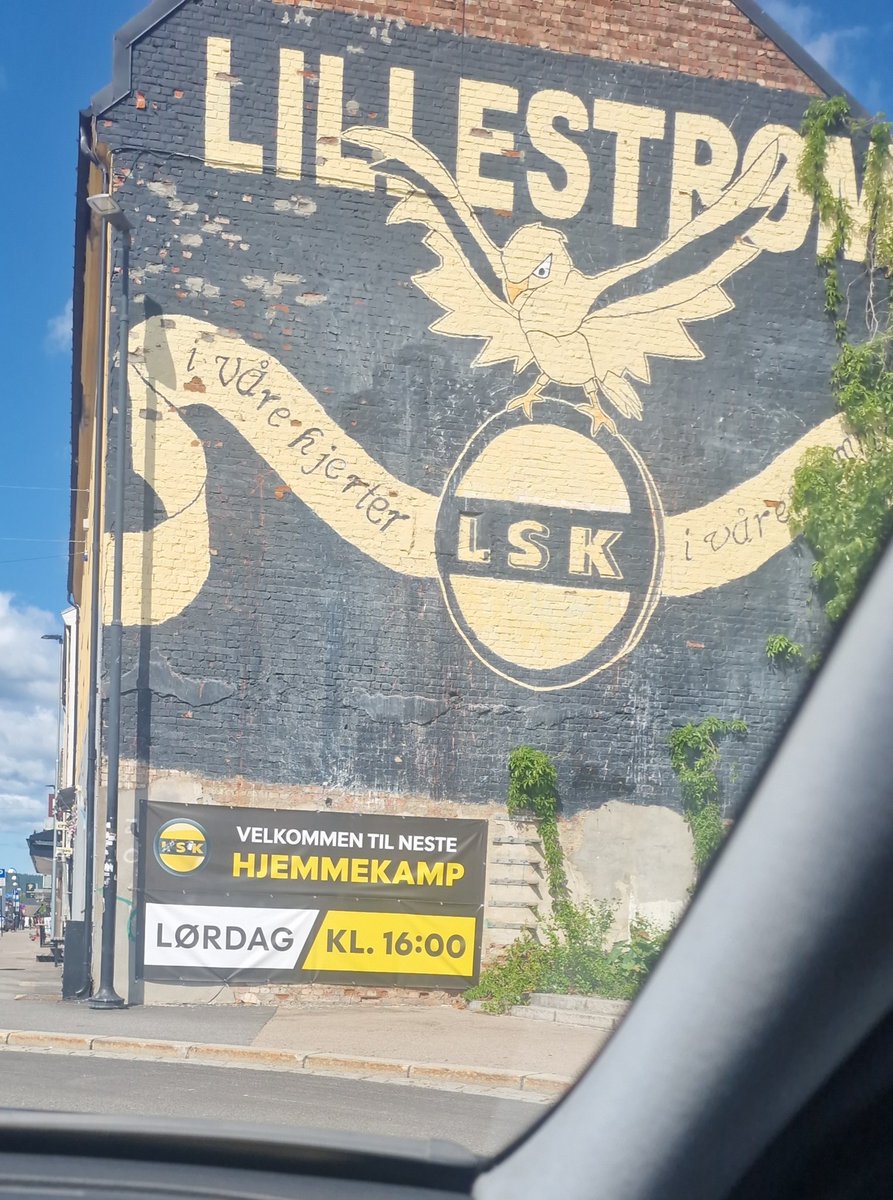 LILLESTRØM
i våre hjerter
i våre
LSK
LSK
VELKOMMEN TIL NESTE
HJEMMEKAMP
LØRDAG
KL. 16:00